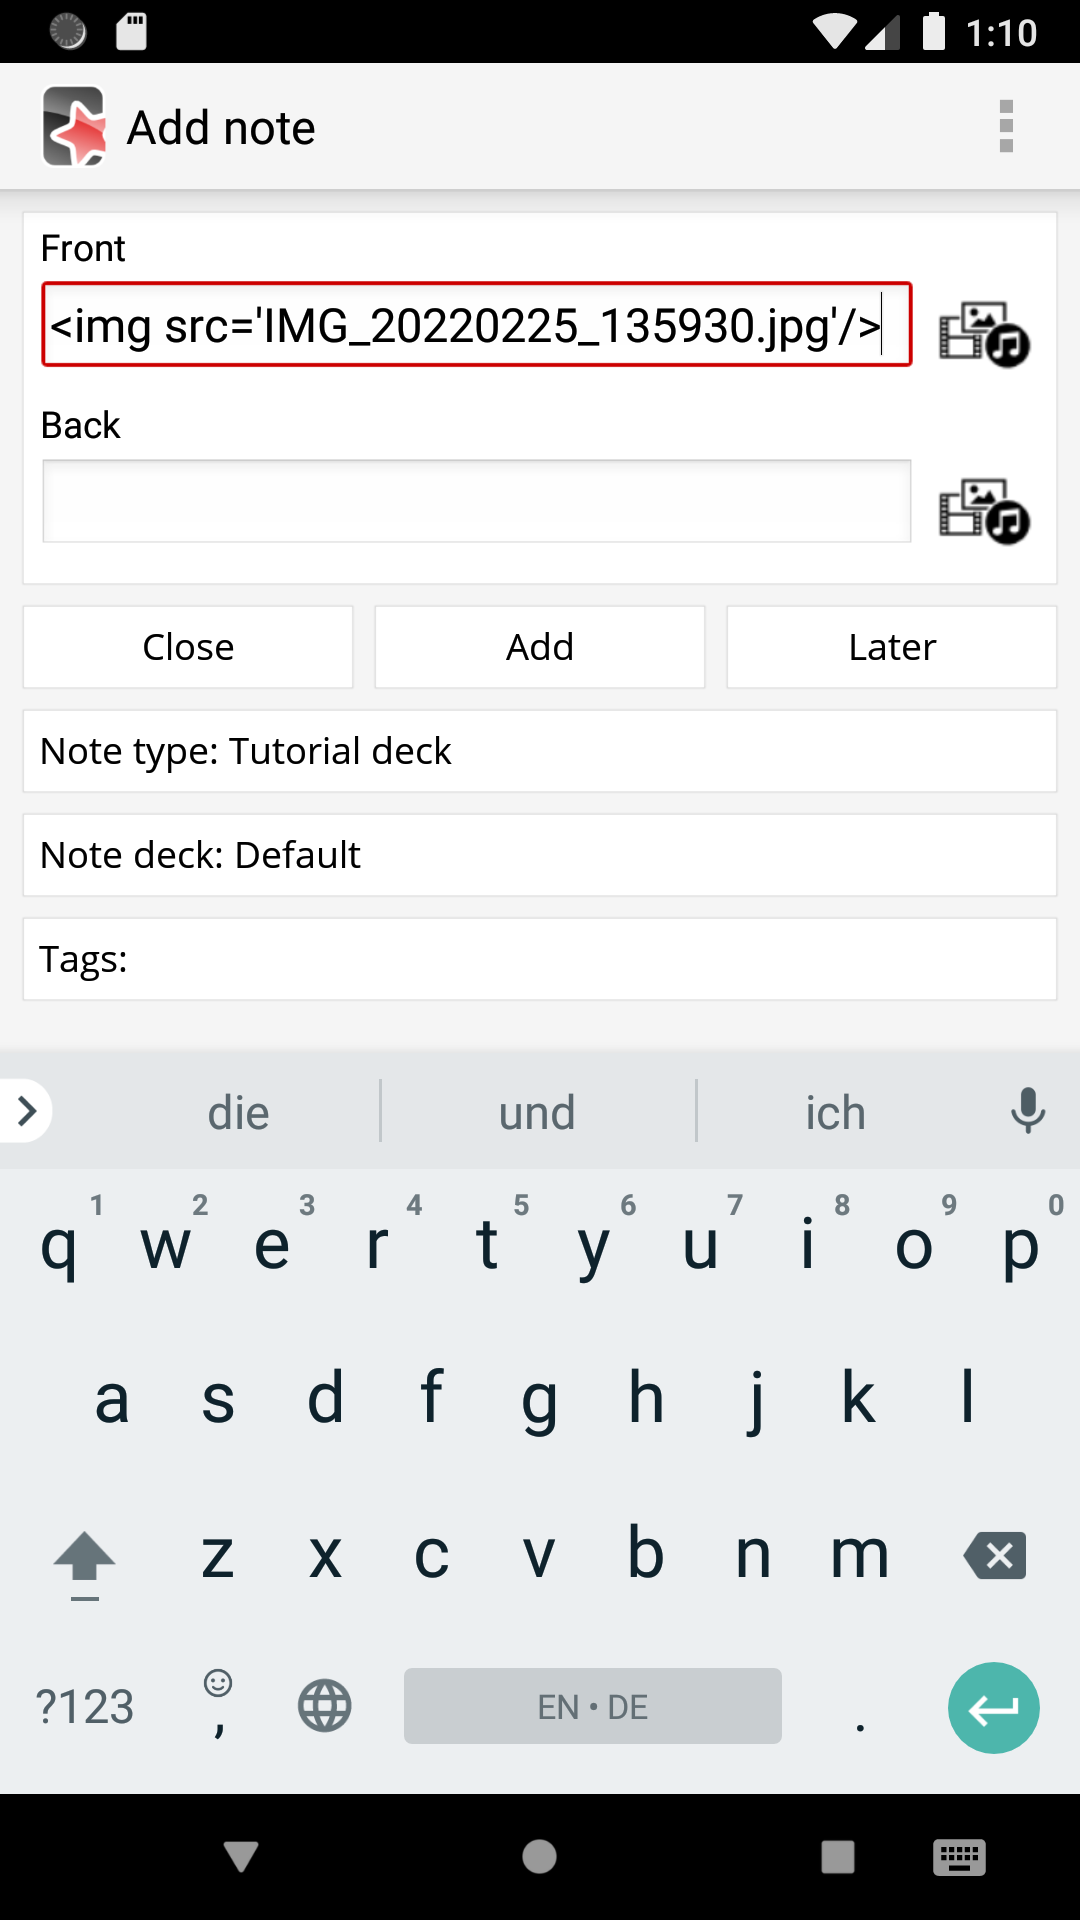 1:10
Add note
Front
<img src='IMG_20220225_135930.jpg'/>
Back
Close Add Later
Note type: Tutorial deck
Note deck: Default
Tags:
die und ich
1 2 3 4 5 6 7 8 9 0
q w e r t y u i o p
a s d f g h j k l
z x c v b n m
?123 , EN • DE .